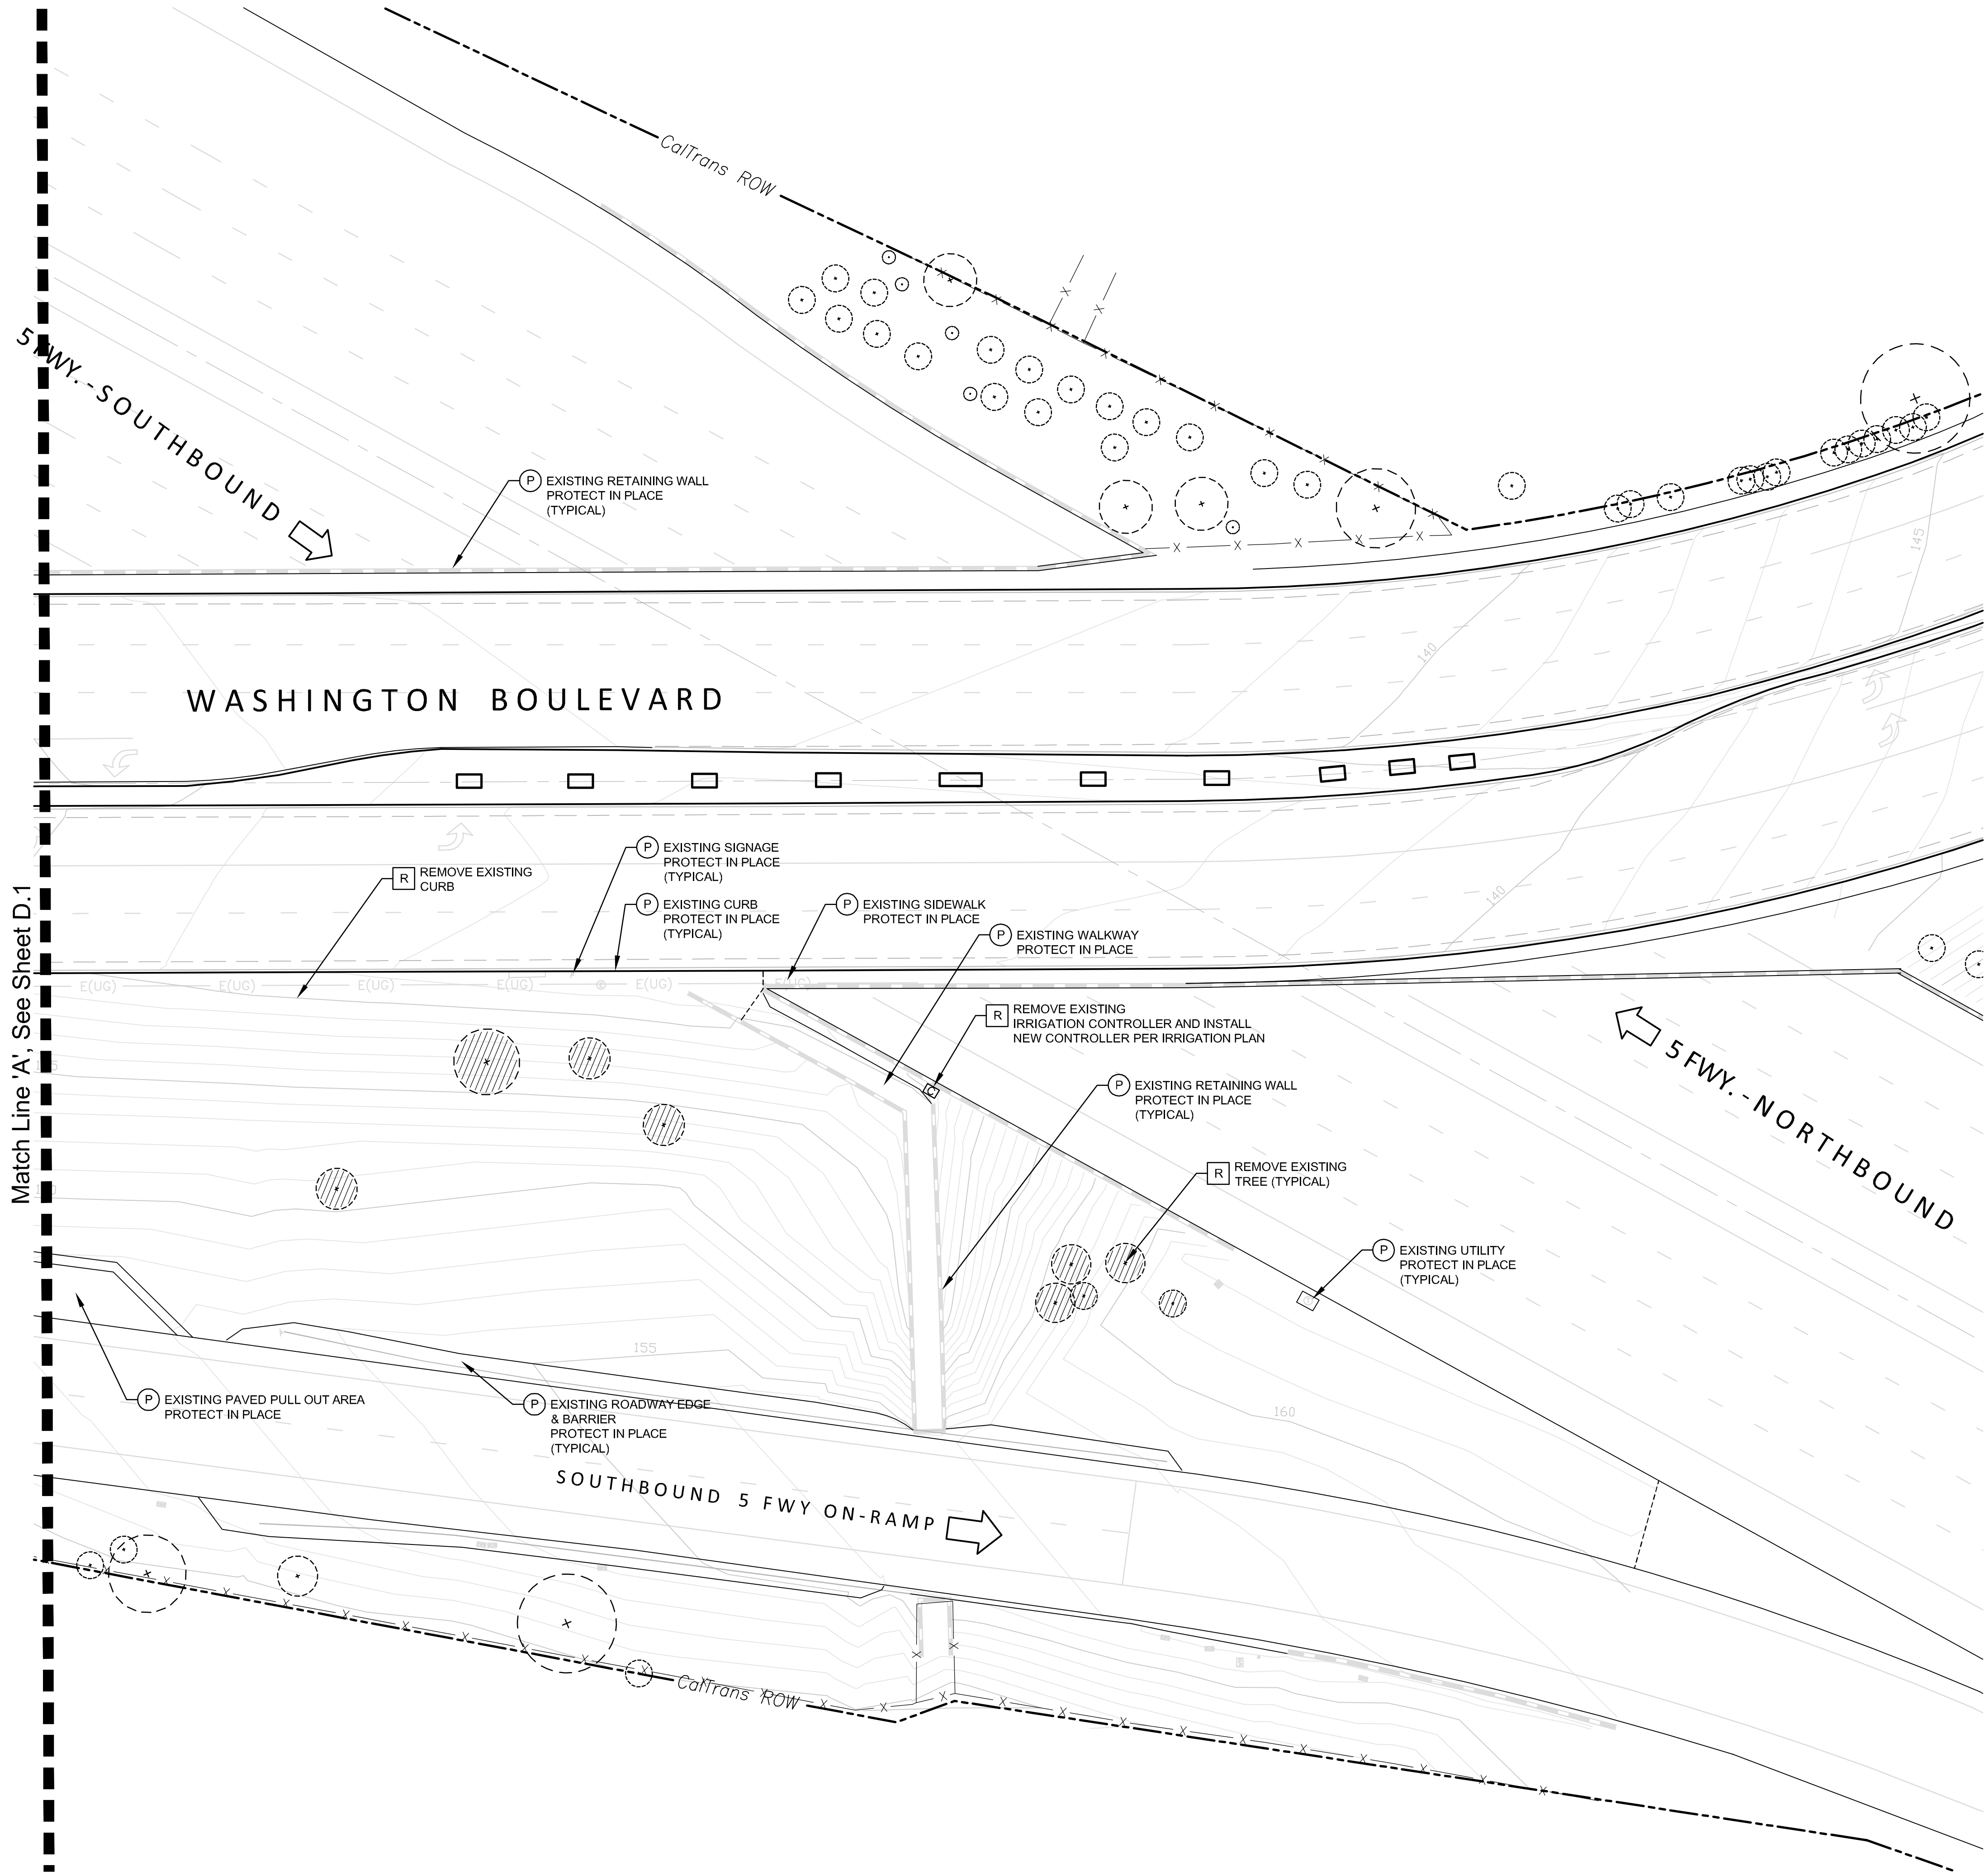 CalTrans ROW
5 FWY.-SOUTHBOUND
P EXISTING RETAINING WALL
PROTECT IN PLACE
(TYPICAL)
145
140
WASHINGTON BOULEVARD
P EXISTING SIGNAGE
PROTECT IN PLACE
(TYPICAL)
R REMOVE EXISTING
CURB
P EXISTING CURB
PROTECT IN PLACE
(TYPICAL)
P EXISTING SIDEWALK
PROTECT IN PLACE
140
P EXISTING WALKWAY
PROTECT IN PLACE
Match Line 'A', See Sheet D.1
E(UG) E(UG) E(UG) E(UG) E(UG) E(UG)
R REMOVE EXISTING
IRRIGATION CONTROLLER AND INSTALL
NEW CONTROLLER PER IRRIGATION PLAN
C
5 FWY.-NORTHBOUND
P EXISTING RETAINING WALL
PROTECT IN PLACE
(TYPICAL)
R REMOVE EXISTING
TREE (TYPICAL)
P EXISTING UTILITY
PROTECT IN PLACE
(TYPICAL)
155
P EXISTING PAVED PULL OUT AREA
PROTECT IN PLACE
P EXISTING ROADWAY EDGE
& BARRIER
PROTECT IN PLACE
(TYPICAL)
160
SOUTHBOUND 5 FWY ON-RAMP
CalTrans ROW